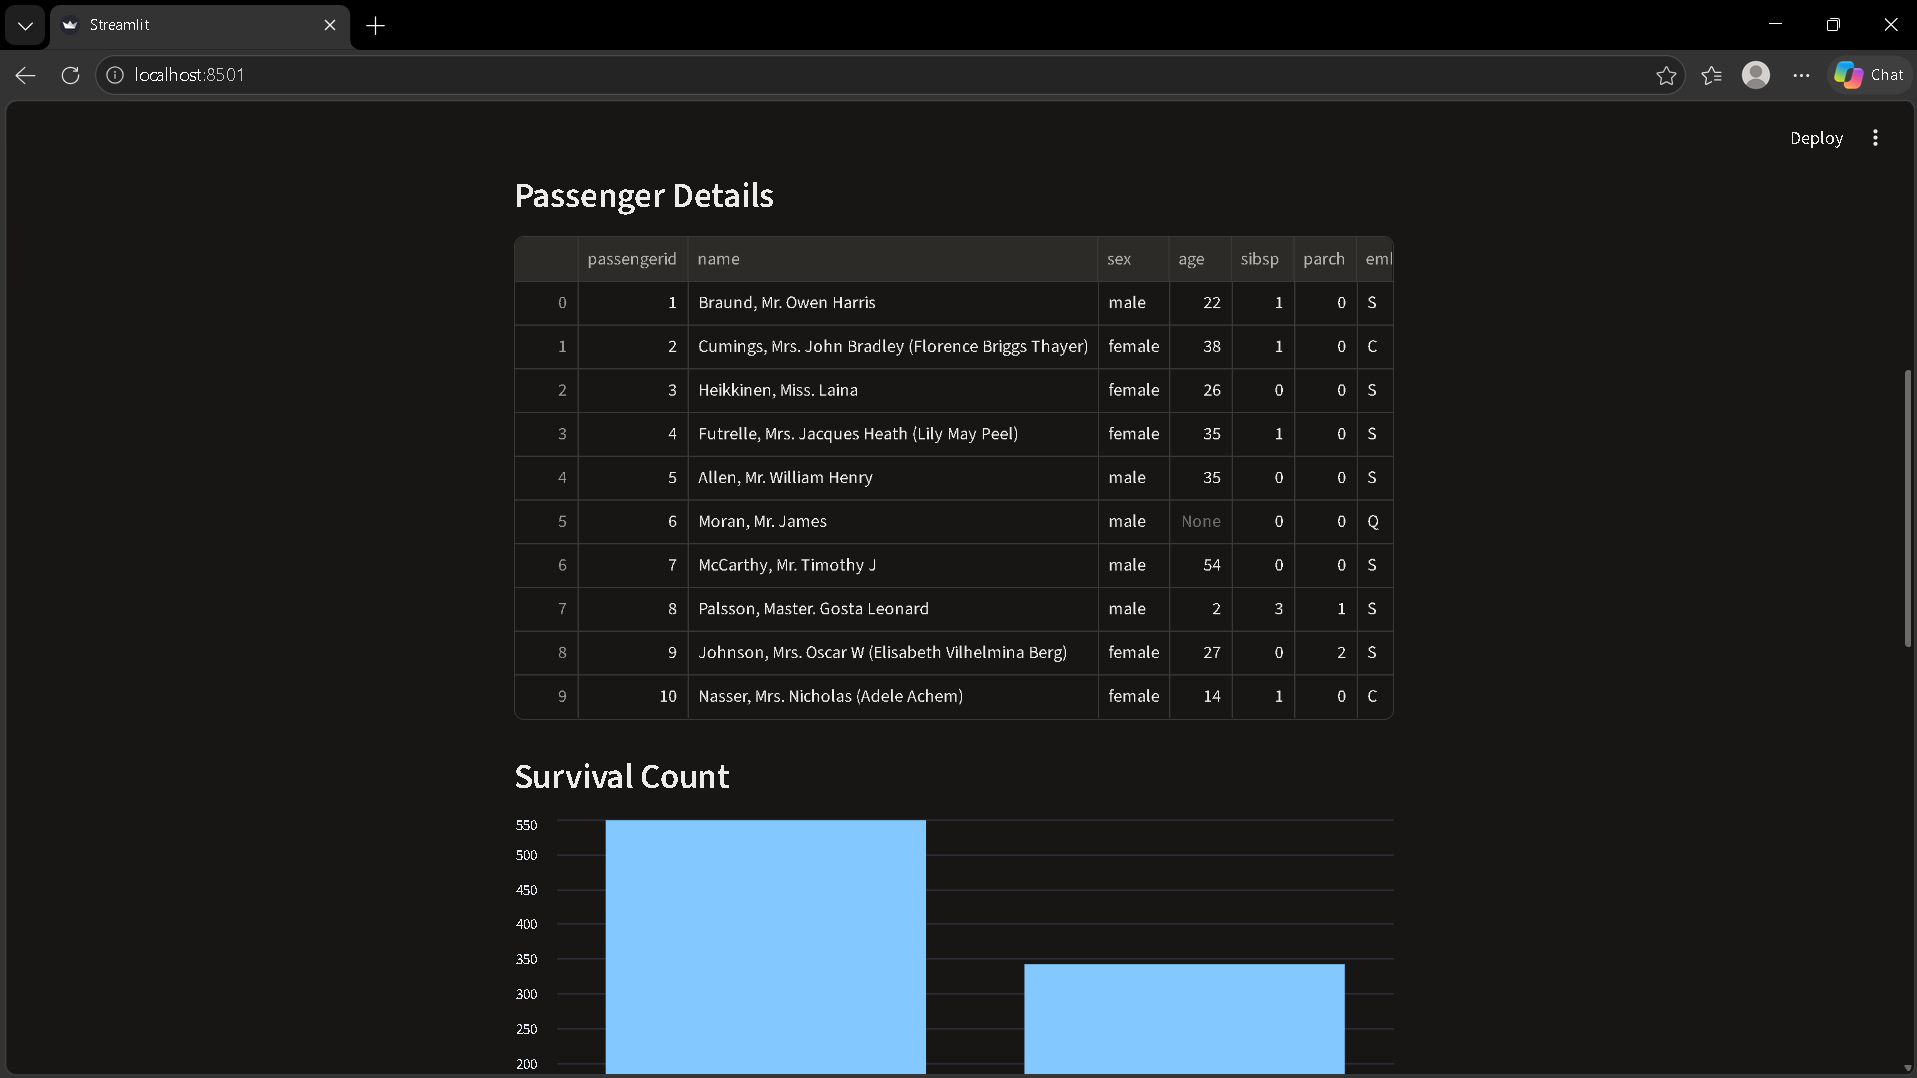 Streamlit
localhost:8501
Chat
Deploy
Passenger Details
passengerid name sex age sibsp parch
0 1 Braund, Mr. Owen Harris male 22 1 0 S
1 2 Cumings, Mrs. John Bradley (Florence Briggs Thayer) female 38 1 0 C
2 3 Heikkinen, Miss. Laina female 26 0 0 S
3 4 Futrelle, Mrs. Jacques Heath (Lily May Peel) female 35 1 0 S
4 5 Allen, Mr. William Henry male 35 0 0 S
5 6 Moran, Mr. James male None 0 0 Q
6 7 McCarthy, Mr. Timothy J male 54 0 0 S
7 8 Palsson, Master. Gosta Leonard male 2 3 1 S
8 9 Johnson, Mrs. Oscar W (Elisabeth Vilhelmina Berg) female 27 0 2 S
9 10 Nasser, Mrs. Nicholas (Adele Achem) female 14 1 0 C
Survival Count
550
500
450
400
350
300
250
200